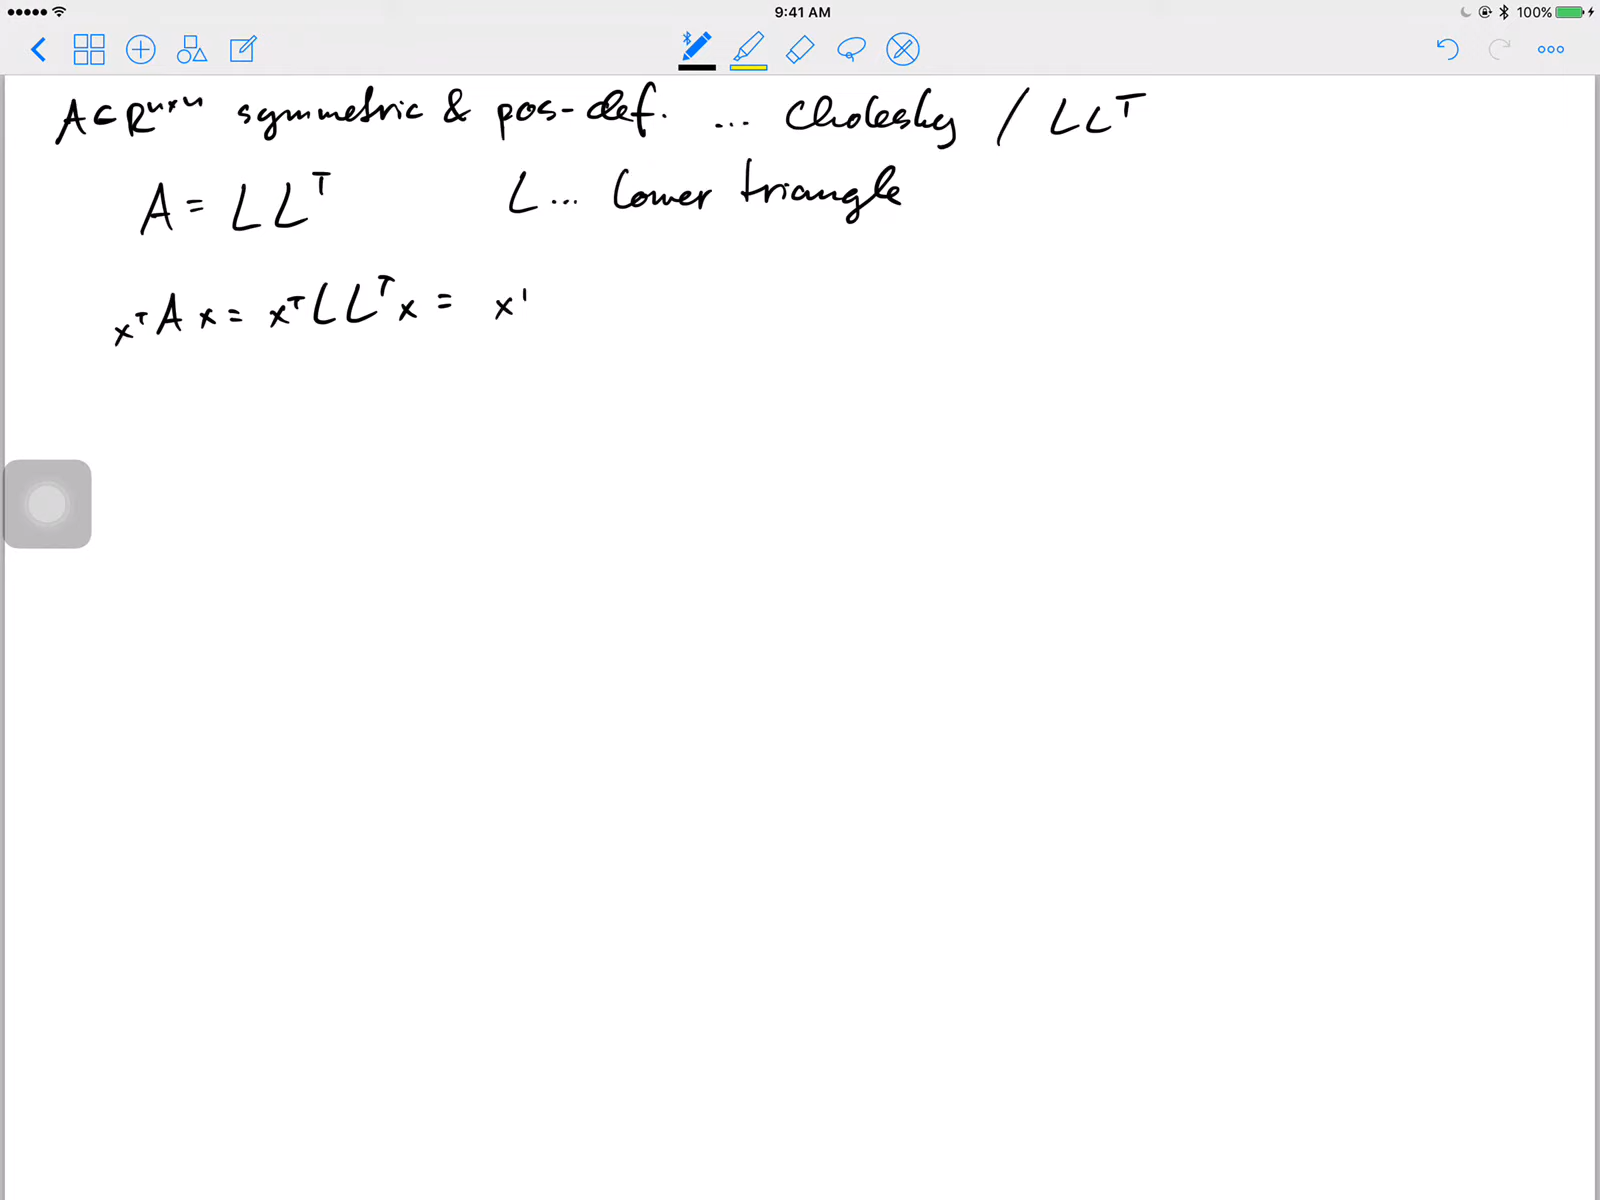 9:41 AM 100%
A ⊂ R^{n×n} symmetric & pos-def. ... Cholesky / LL^T
A = LL^T L ... lower triangle
x^T A x = x^T L L^T x = x'